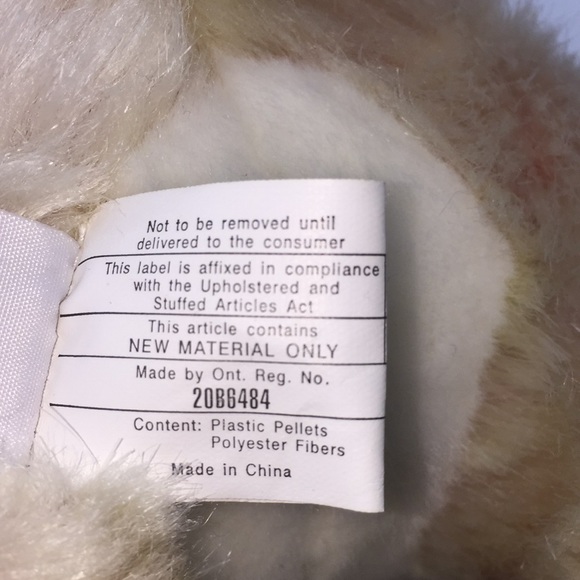 Not to be removed until
delivered to the consumer
This label is affixed in compliance
with the Upholstered and
Stuffed Articles Act
This article contains
NEW MATERIAL ONLY
Made by Ont. Reg. No.
20B6484
Content: Plastic Pellets
Polyester Fibers
Made in China